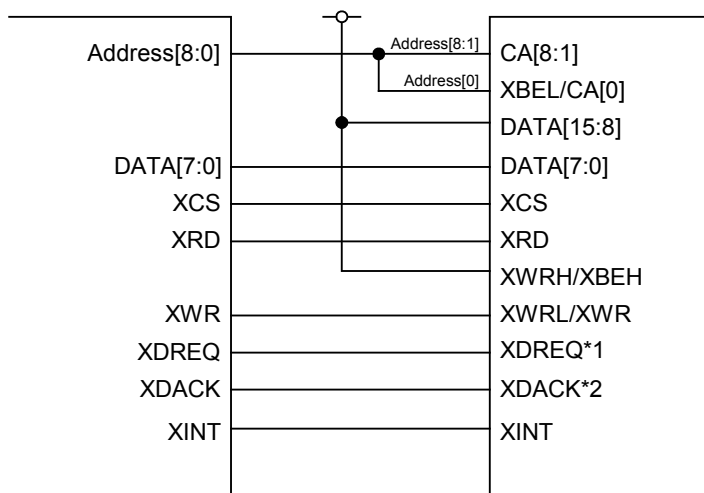 Address[8:0] Address[8:1] CA[8:1]
Address[0] XBEL/CA[0]
DATA[15:8]
DATA[7:0] DATA[7:0]
XCS XCS
XRD XRD
XWRH/XBEH
XWR XWRL/XWR
XDREQ XDREQ*1
XDACK XDACK*2
XINT XINT